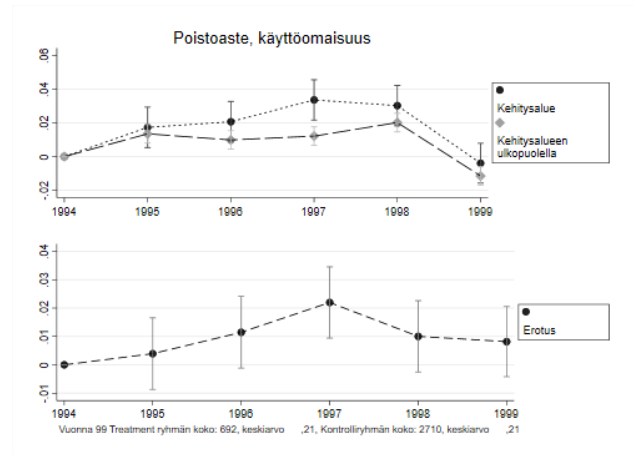 Poistoaste, käyttöomaisuus
.06
.04
.02
0
-.02
1994 1995 1996 1997 1998 1999
Kehitysalue
Kehitysalueen
ulkopuolella
.04
.03
.02
.01
0
-.01
1994 1995 1996 1997 1998 1999
Erotus
Vuonna 99 Treatment ryhmän koko: 692, keskiarvo ,21, Kontrolliryhmän koko: 2710, keskiarvo ,21